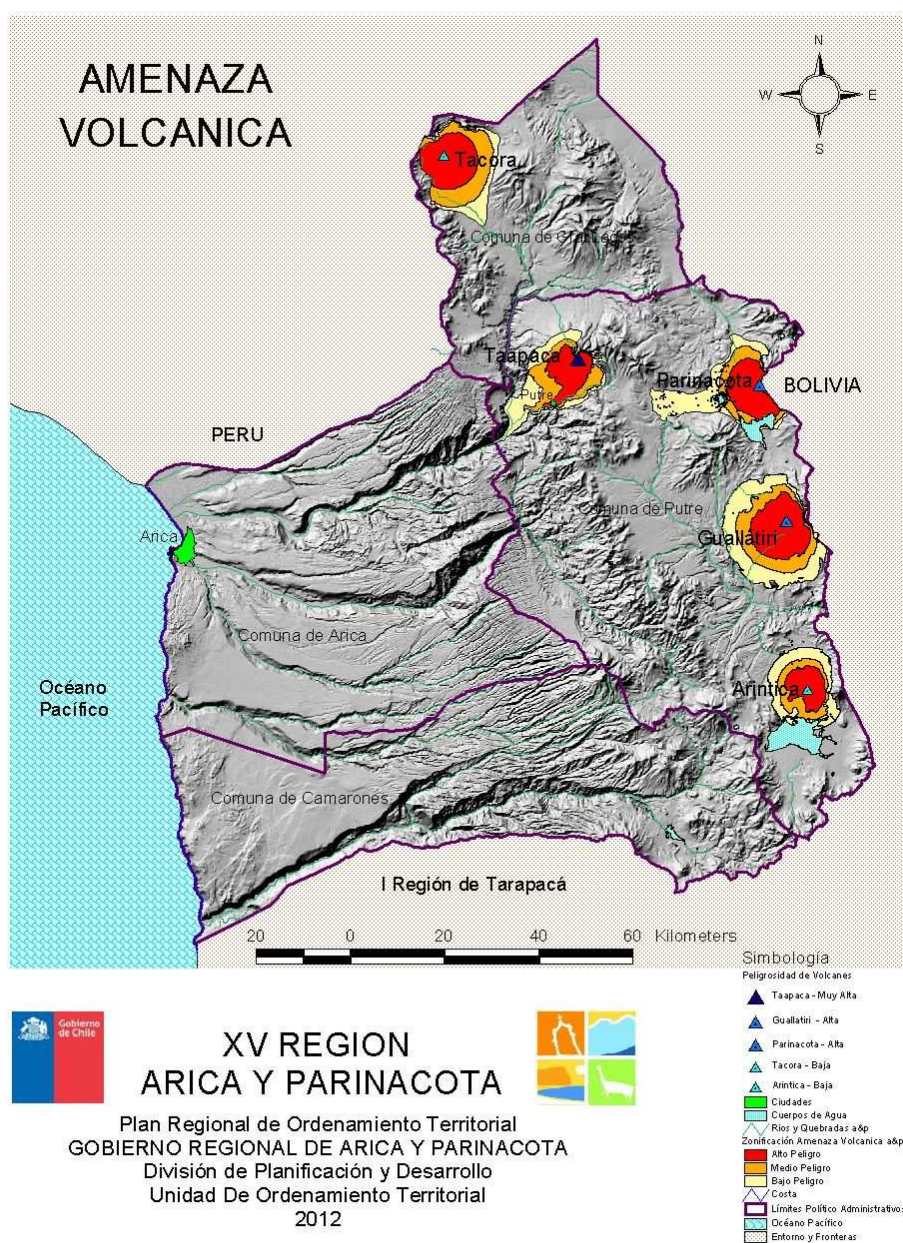 AMENAZA
VOLCANICA
N
W
E
S
Tacora
Comuna de
Taapaca
Putre
Parinacota
BOLIVIA
PERU
Comuna de Putre
Guallatiri
Arica
Comuna de Arica
Océano
Pacífico
Arintica
Comuna de Camarones
I Región de Tarapacá
20 0 20 40 60 Kilometers
Simbología
Peligrosidad de Volcanes
Taapaca - Muy Alta
Guallatiri - Alta
Parinacota - Alta
Tacora - Baja
Arintica - Baja
Ciudades
Cuerpos de Agua
Rios y Quebradas a&p
Zonificación Amenaza Volcanica a&p
Alto Peligro
Medio Peligro
Bajo Peligro
Costa
Límites Político Administrativo:
Océano Pacífico
Entorno y Fronteras
Gobierno
de Chile
XV REGION
ARICA Y PARINACOTA
Plan Regional de Ordenamiento Territorial
GOBIERNO REGIONAL DE ARICA Y PARINACOTA
División de Planificación y Desarrollo
Unidad De Ordenamiento Territorial
2012